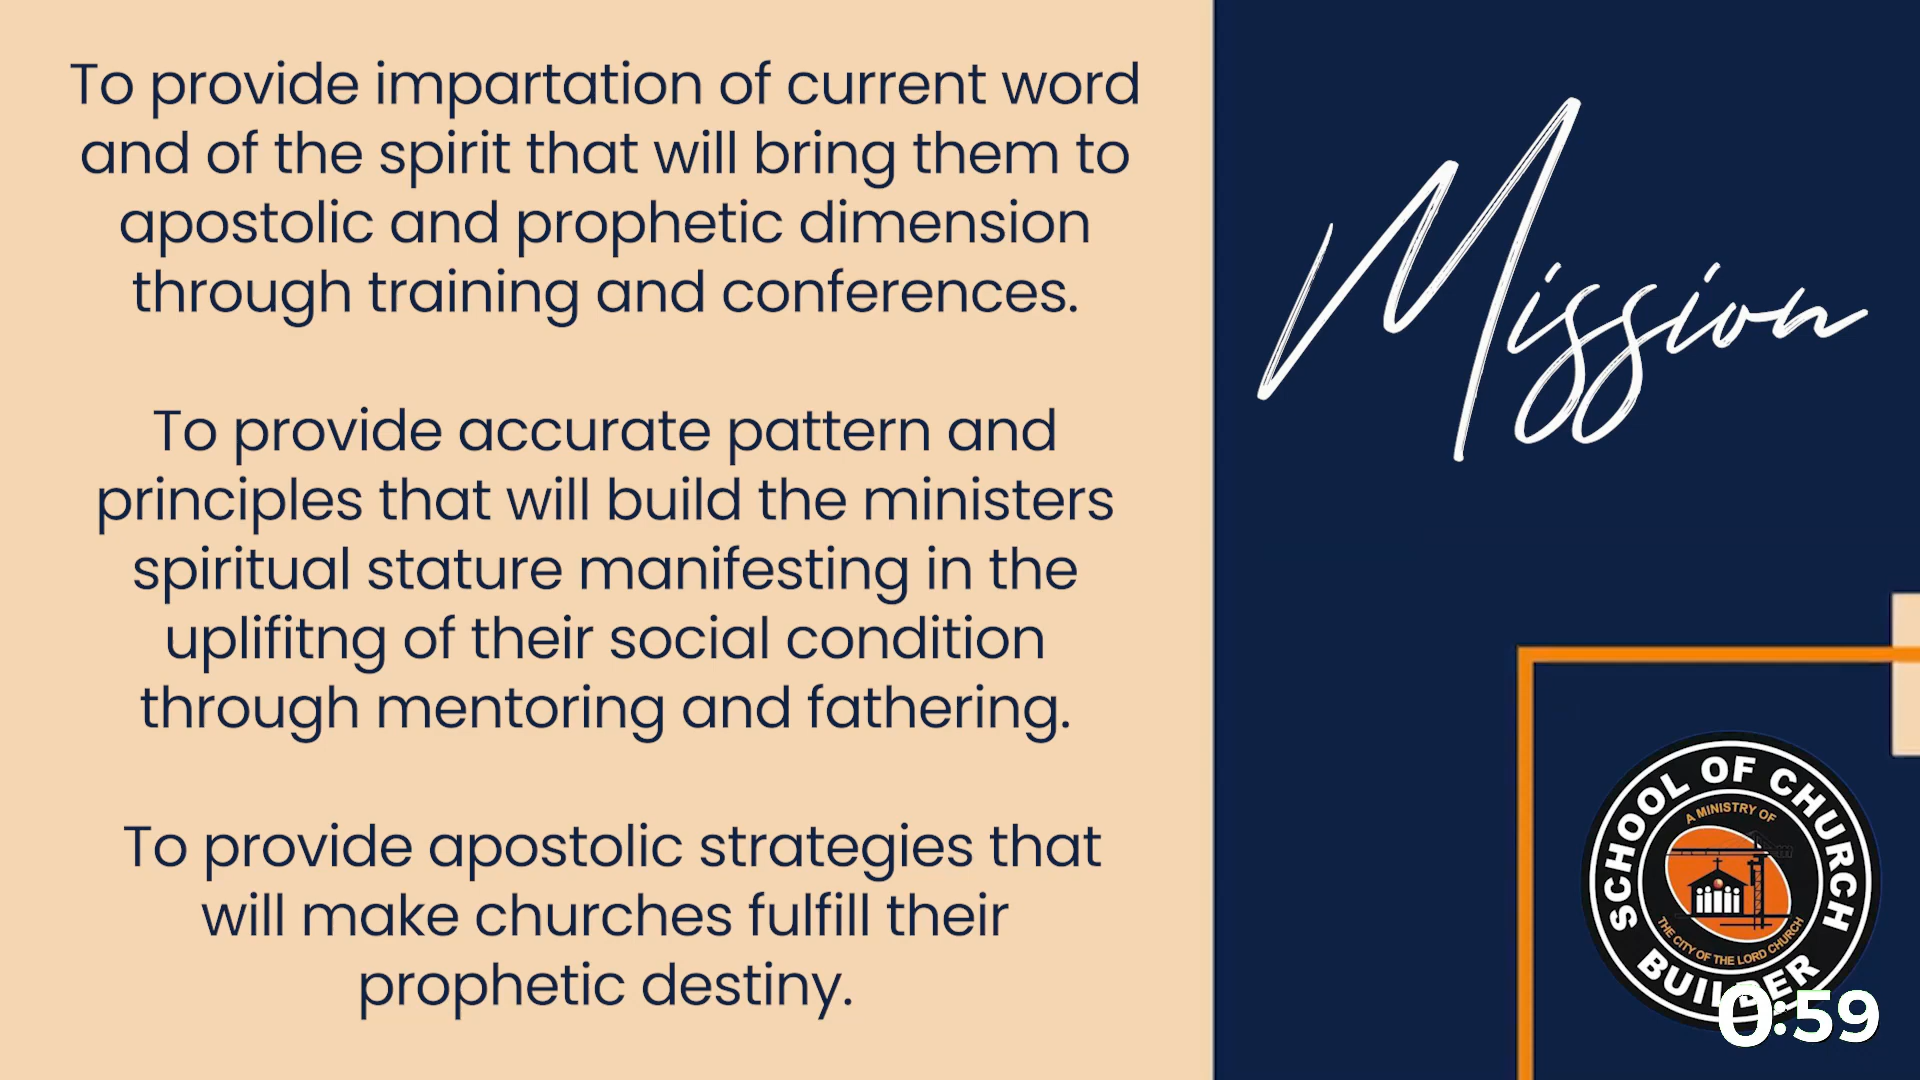 To provide impartation of current word
and of the spirit that will bring them to
apostolic and prophetic dimension
through training and conferences.
To provide accurate pattern and
principles that will build the ministers
spiritual stature manifesting in the
uplifitng of their social condition
through mentoring and fathering.
To provide apostolic strategies that
will make churches fulfill their
prophetic destiny.
Mission
SCHOOL OF CHURCH
A MINISTRY OF
THE CITY OF THE LORD CHURCH
BUILDER
0:59